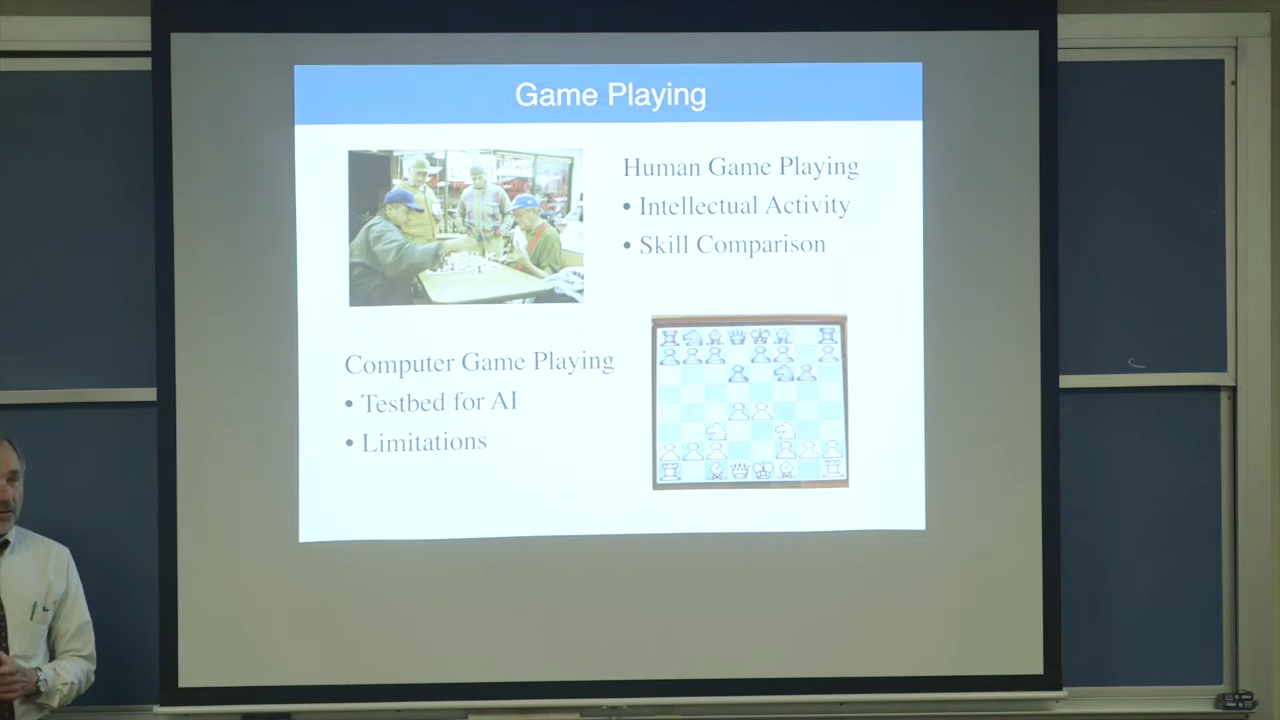 Game Playing
Human Game Playing
• Intellectual Activity
• Skill Comparison
Computer Game Playing
• Testbed for AI
• Limitations